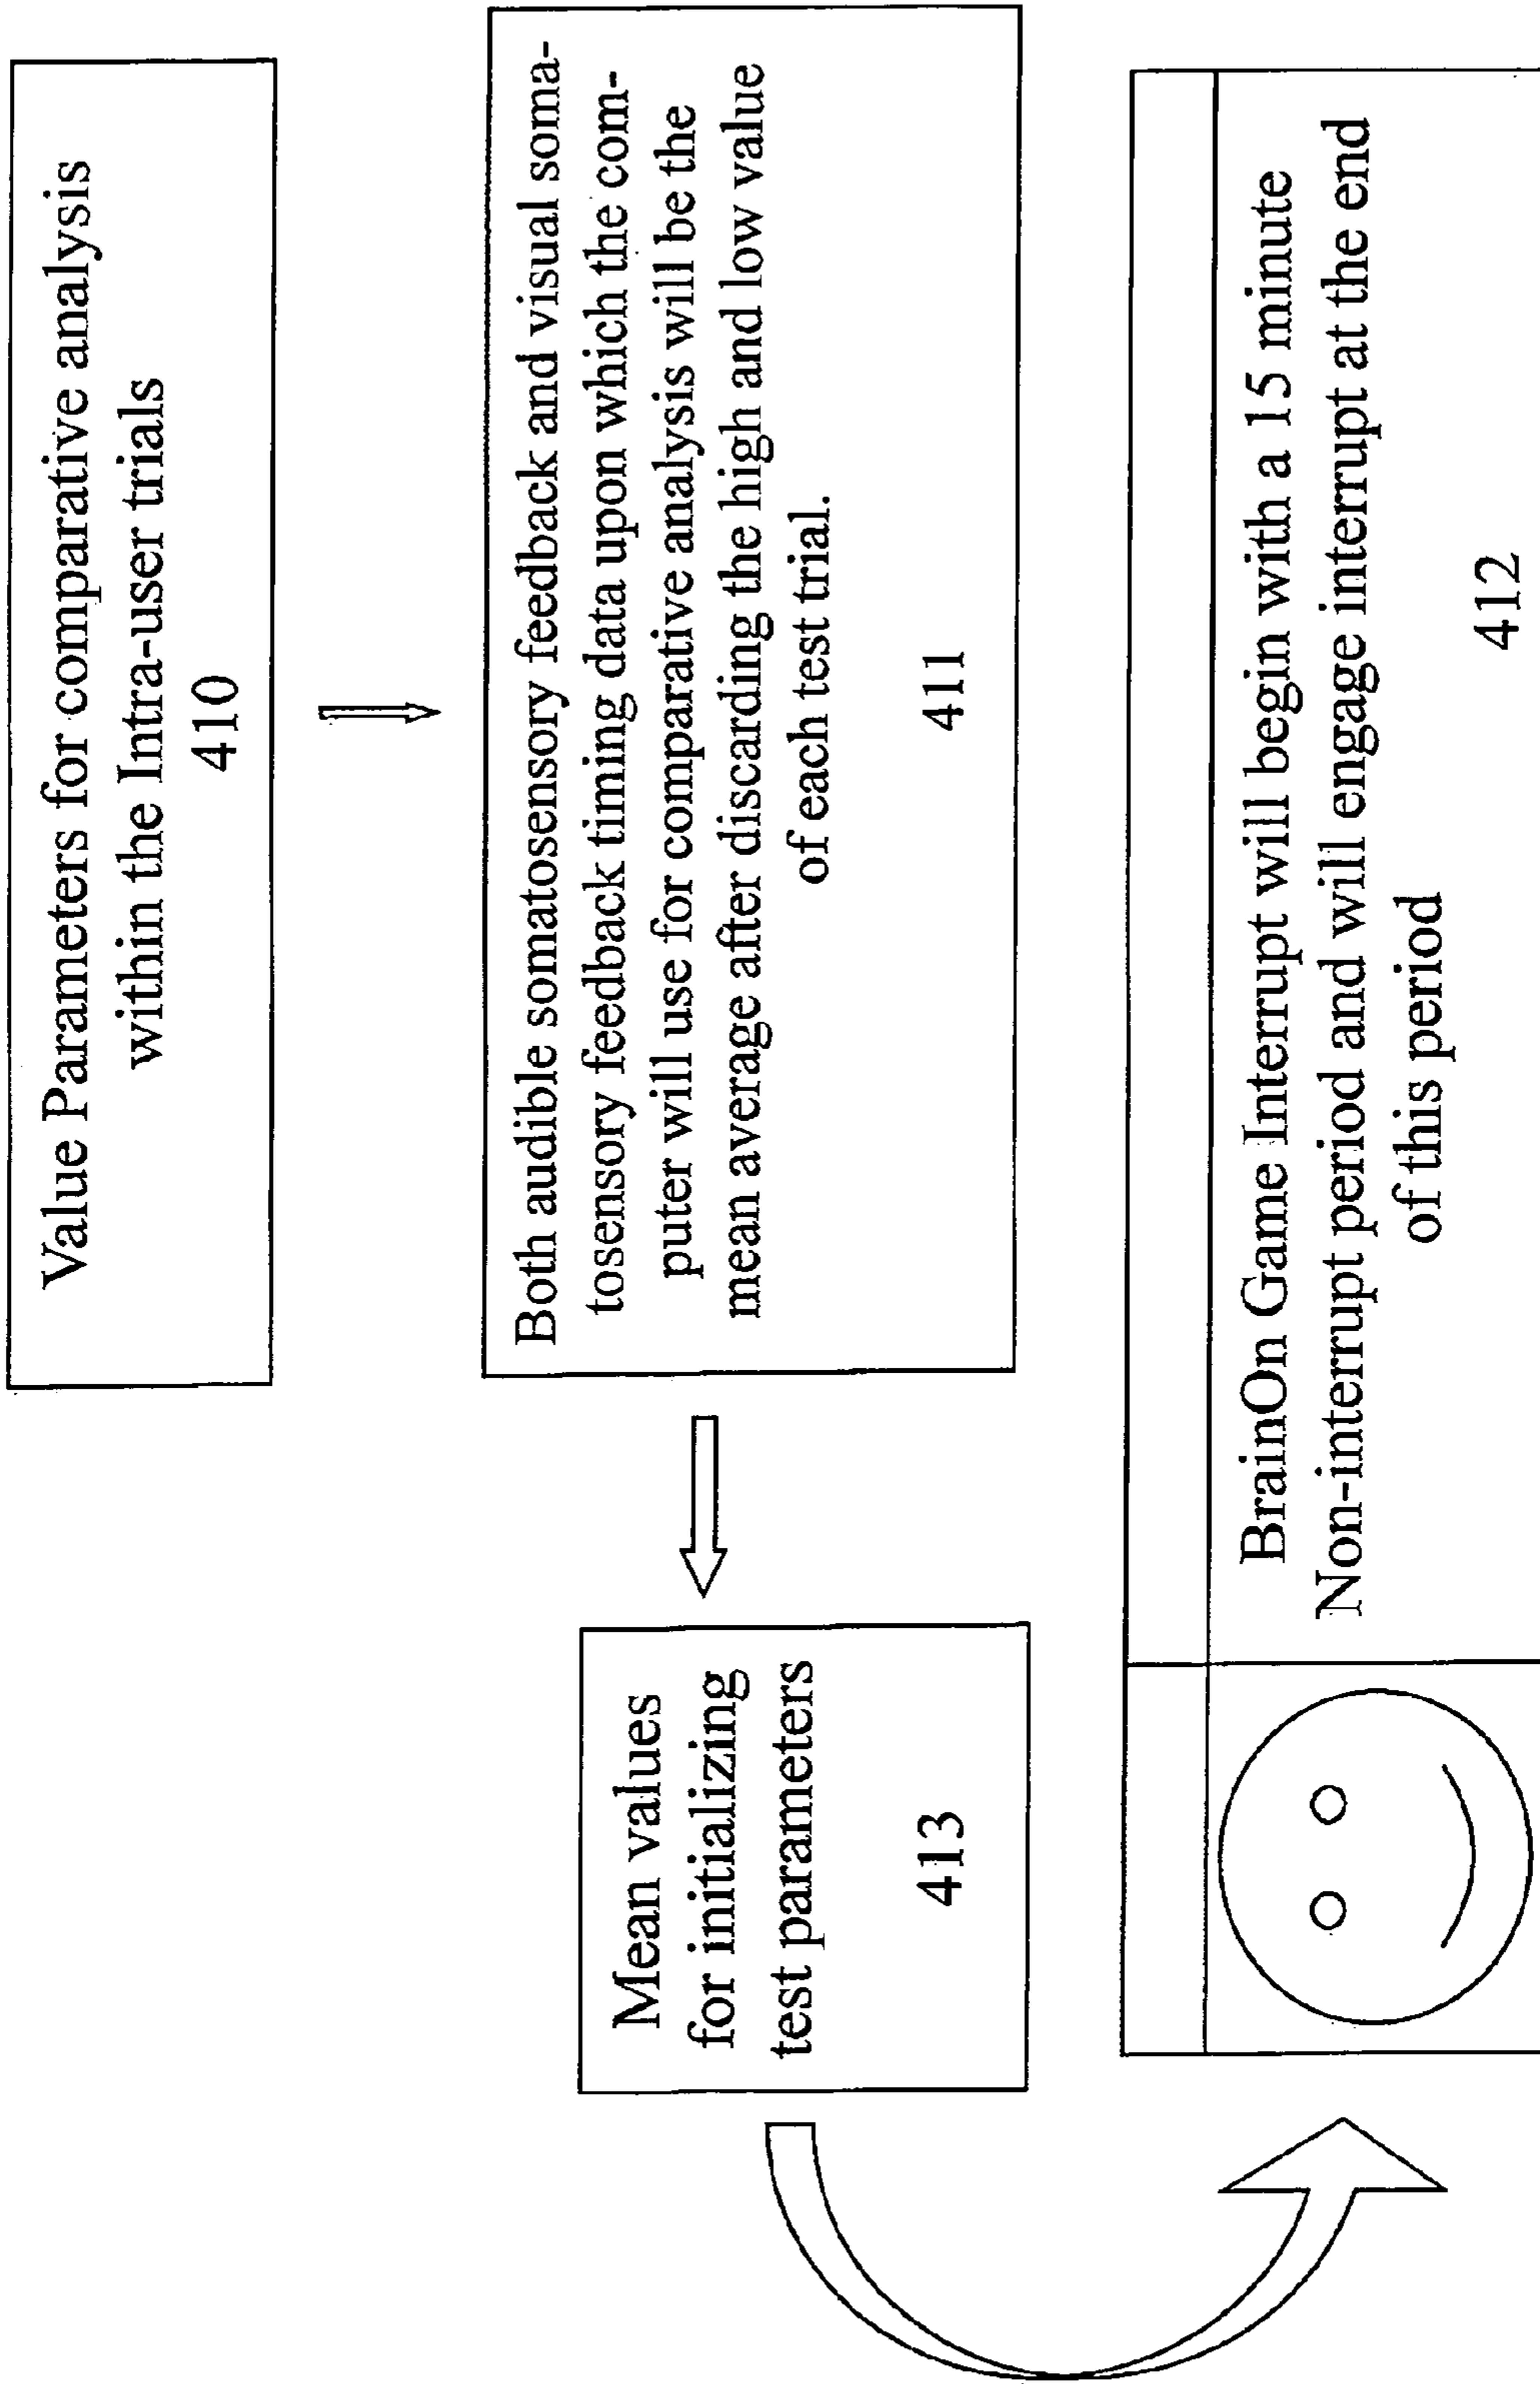 Value Parameters for comparative analysis
within the Intra-user trials
410
Both audible somatosensory feedback and visual soma-
tosensory feedback timing data upon which the com-
puter will use for comparative analysis will be the
mean average after discarding the high and low value
of each test trial.
411
Mean values
for initializing
test parameters
413
BrainOn Game Interrupt will begin with a 15 minute
Non-interrupt period and will engage interrupt at the end
of this period
412